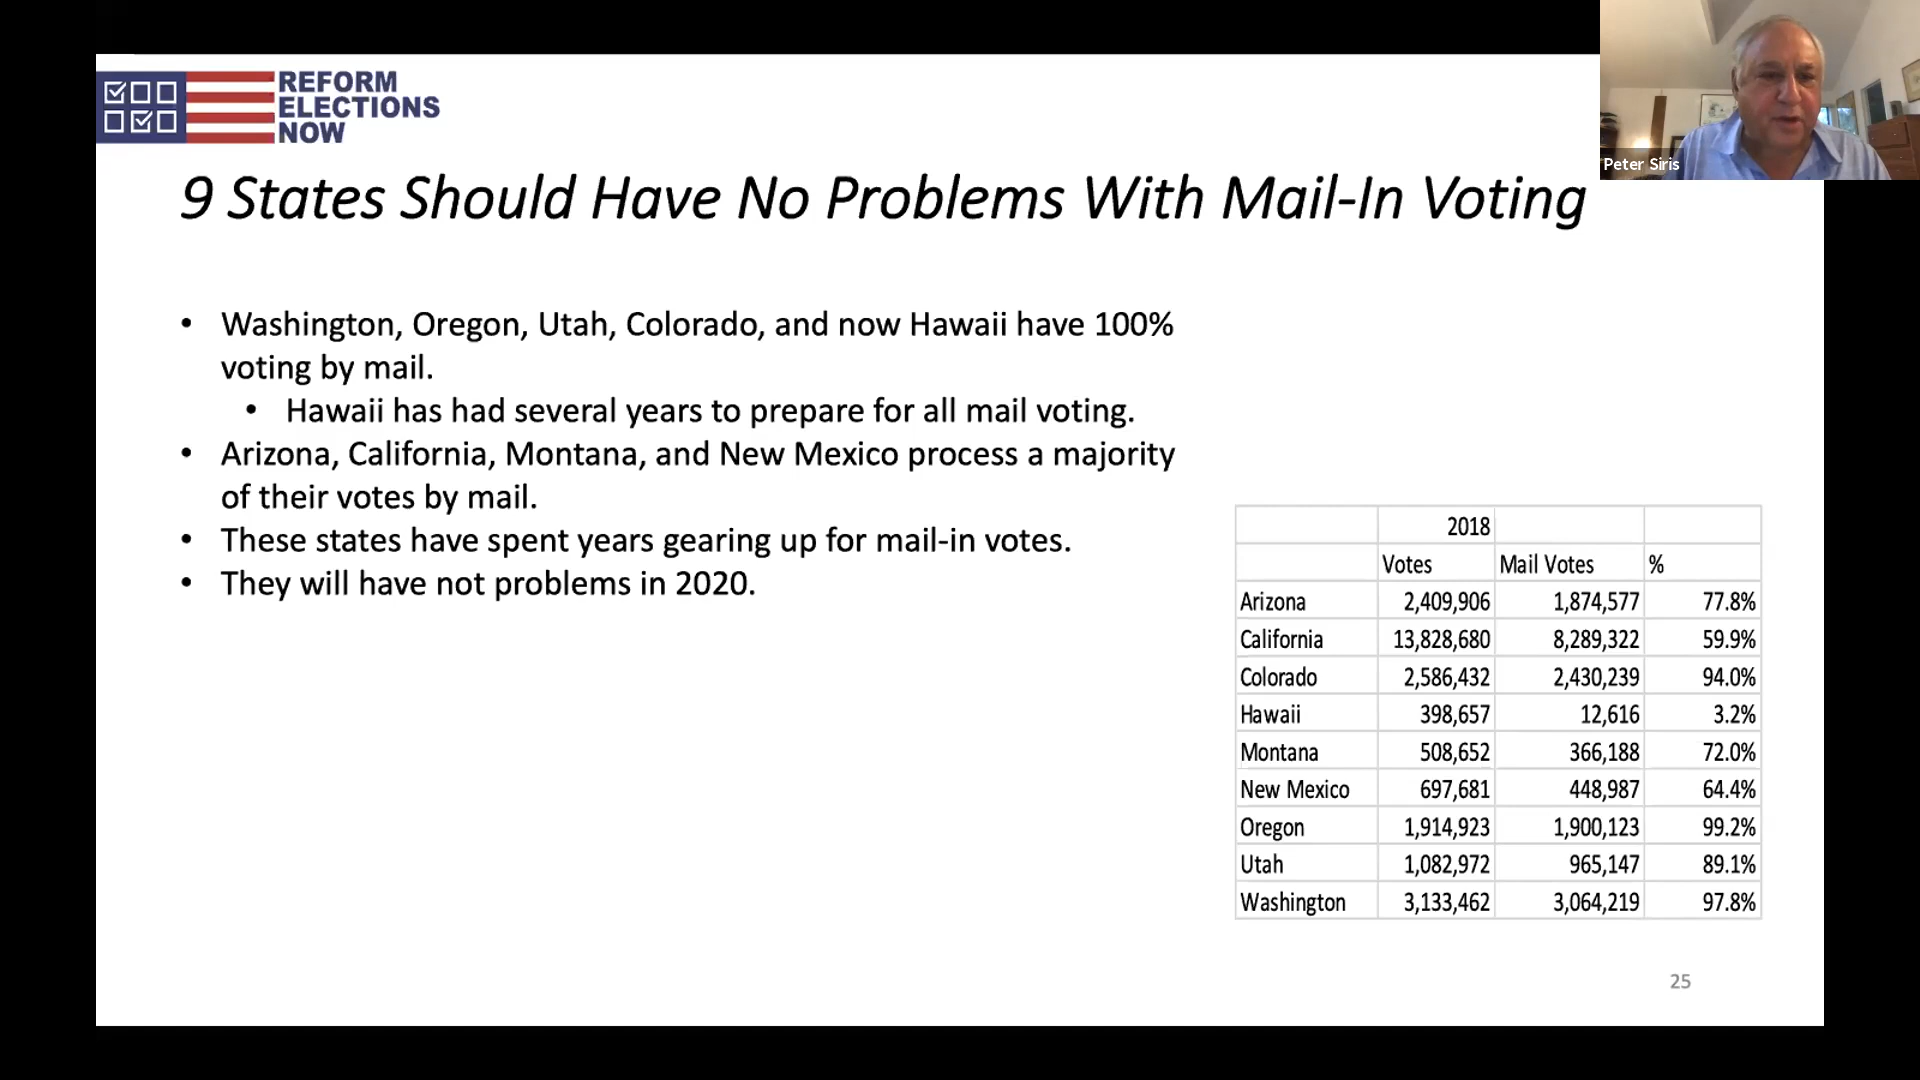 REFORM
ELECTIONS
NOW
Peter Siris
9 States Should Have No Problems With Mail-In Voting
• Washington, Oregon, Utah, Colorado, and now Hawaii have 100%
voting by mail.
• Hawaii has had several years to prepare for all mail voting.
• Arizona, California, Montana, and New Mexico process a majority
of their votes by mail.
• These states have spent years gearing up for mail-in votes.
• They will have not problems in 2020.
2018
Votes Mail Votes %
Arizona 2,409,906 1,874,577 77.8%
California 13,828,680 8,289,322 59.9%
Colorado 2,586,432 2,430,239 94.0%
Hawaii 398,657 12,616 3.2%
Montana 508,652 366,188 72.0%
New Mexico 697,681 448,987 64.4%
Oregon 1,914,923 1,900,123 99.2%
Utah 1,082,972 965,147 89.1%
Washington 3,133,462 3,064,219 97.8%
25